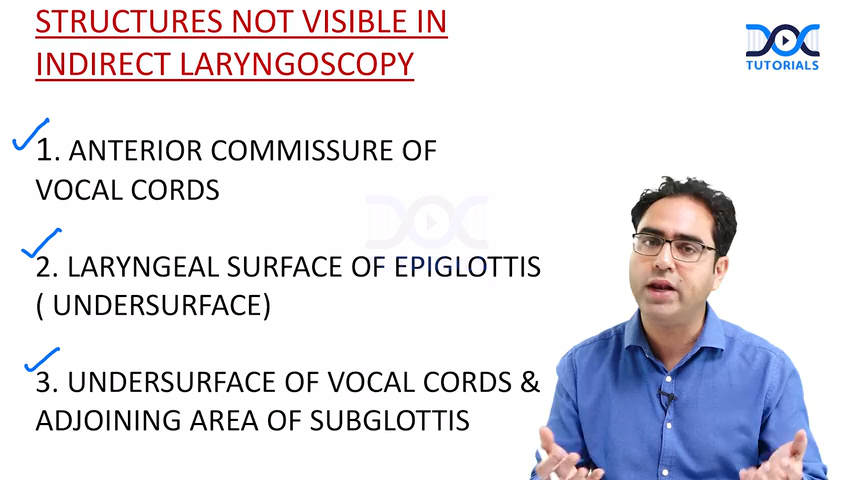 STRUCTURES NOT VISIBLE IN
INDIRECT LARYNGOSCOPY
DOC
TUTORIALS
1. ANTERIOR COMMISSURE OF
VOCAL CORDS
2. LARYNGEAL SURFACE OF EPIGLOTTIS
( UNDERSURFACE)
3. UNDERSURFACE OF VOCAL CORDS &
ADJOINING AREA OF SUBGLOTTIS